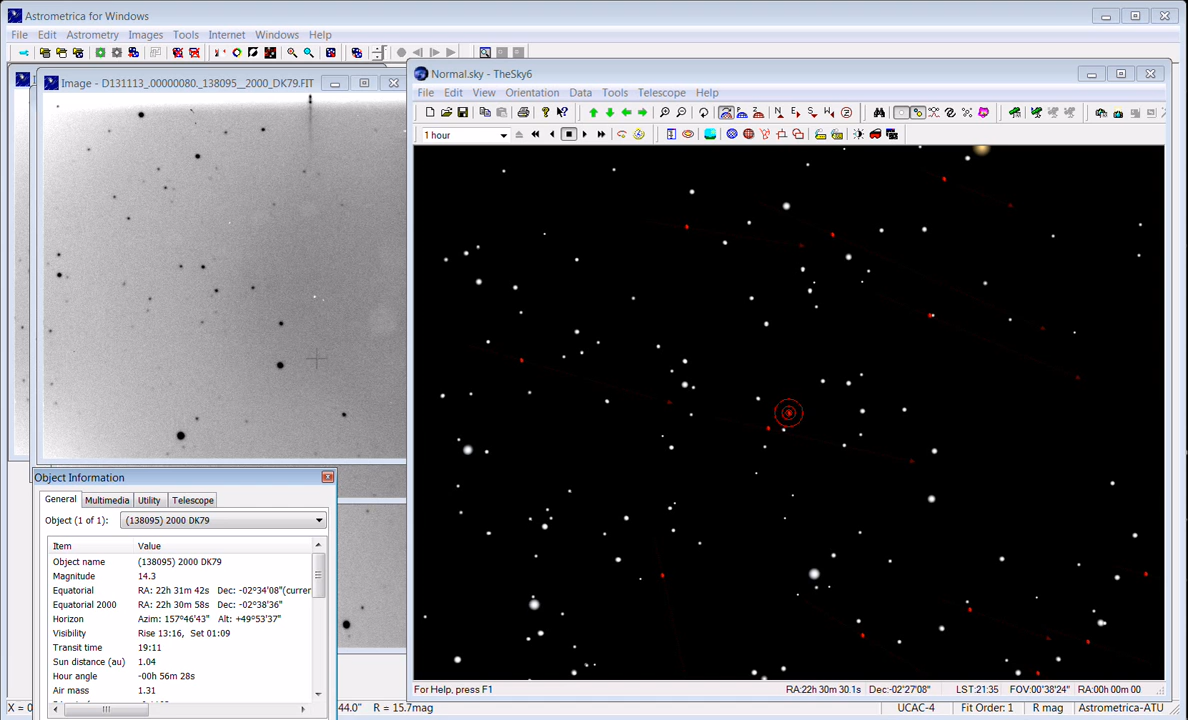 Astrometrica for Windows
File Edit Astrometry Images Tools Internet Windows Help
Image - D131113_.00000080._138095__2000_DK79.FIT
Normal.sky - TheSky6
File Edit View Orientation Data Tools Telescope Help
1 hour
Object Information
General Multimedia Utility Telescope
Object (1 of 1): (138095) 2000 DK79
Item Value
Object name (138095) 2000 DK79
Magnitude 14.3
Equatorial RA: 22h 31m 42s Dec: -02°34'08"(currer
Equatorial 2000 RA: 22h 30m 58s Dec: -02°38'36"
Horizon Azim: 157°46'43" Alt: +49°53'37"
Visibility Rise 13:16, Set 01:09
Transit time 19:11
Sun distance (au) 1.04
Hour angle -00h 56m 28s
Air mass 1.31
For Help, press F1 RA:22h 30m 30.1s Dec:-02°27'08" LST:21:35 FOV:00°38'24" RA:00h 00m 00
X = 0 44.0" R = 15.7mag UCAC-4 Fit Order: 1 R mag Astrometrica-ATU